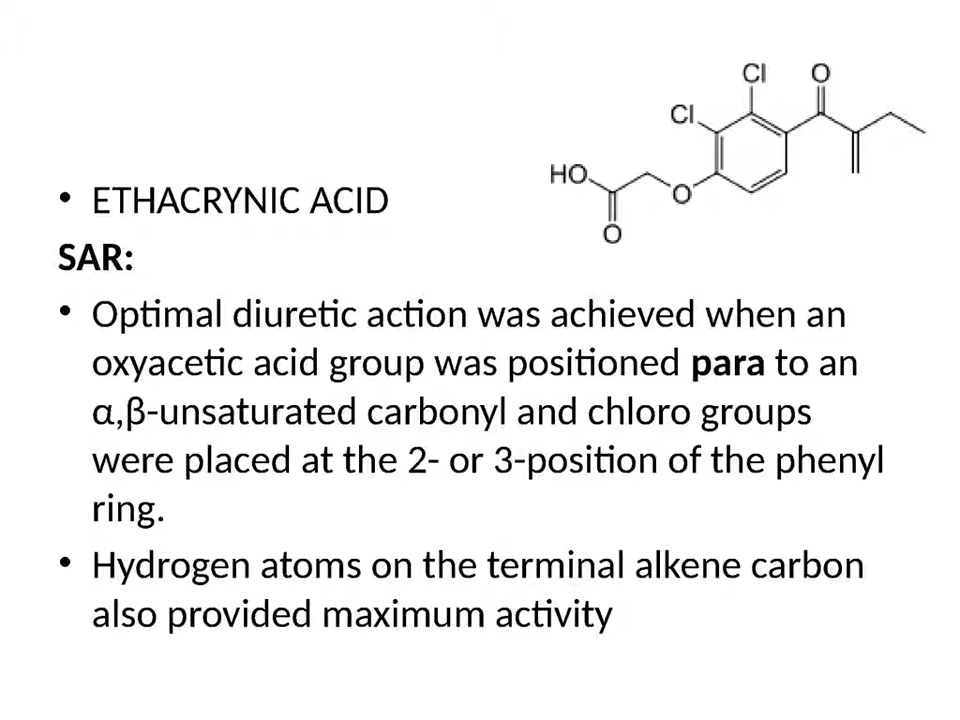 Cl
O
Cl
HO
O
O
• ETHACRYNIC ACID
SAR:
• Optimal diuretic action was achieved when an
oxyacetic acid group was positioned para to an
α,β-unsaturated carbonyl and chloro groups
were placed at the 2- or 3-position of the phenyl
ring.
• Hydrogen atoms on the terminal alkene carbon
also provided maximum activity